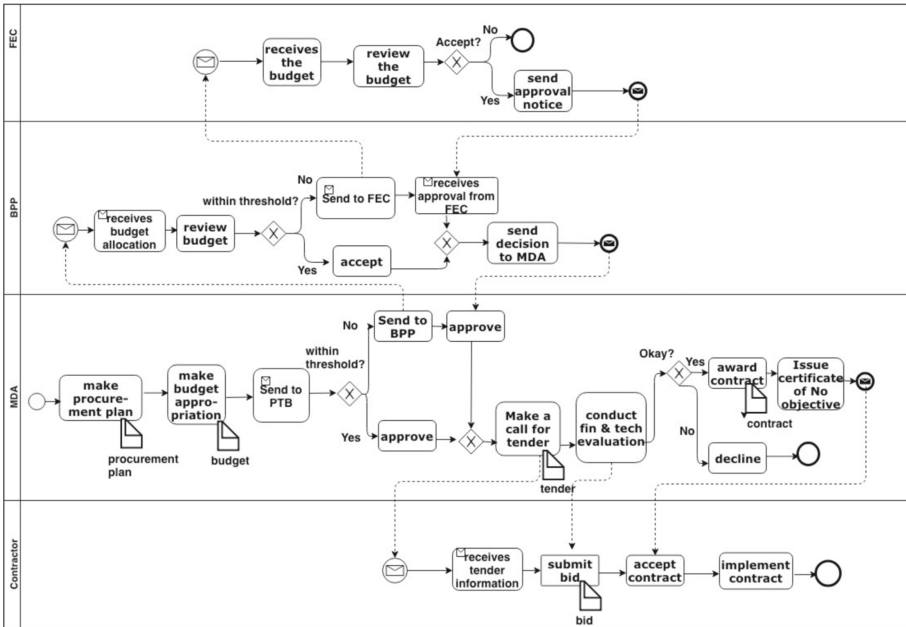 FEC
receives
the
budget
review
the
budget
Accept?
No
Yes
send
approval
notice
BPP
receives
budget
allocation
review
budget
within threshold?
No
Send to FEC
receives
approval from
FEC
Yes
accept
send
decision
to MDA
MDA
make
procure-
ment plan
procurement
plan
make
budget
appro-
priation
budget
Send to
PTB
within
threshold?
No
Send to
BPP
approve
Yes
approve
Make a
call for
tender
tender
conduct
fin & tech
evaluation
Okay?
Yes
award
contract
contract
Issue
certificate
of No
objective
No
decline
Contractor
receives
tender
information
submit
bid
bid
accept
contract
implement
contract